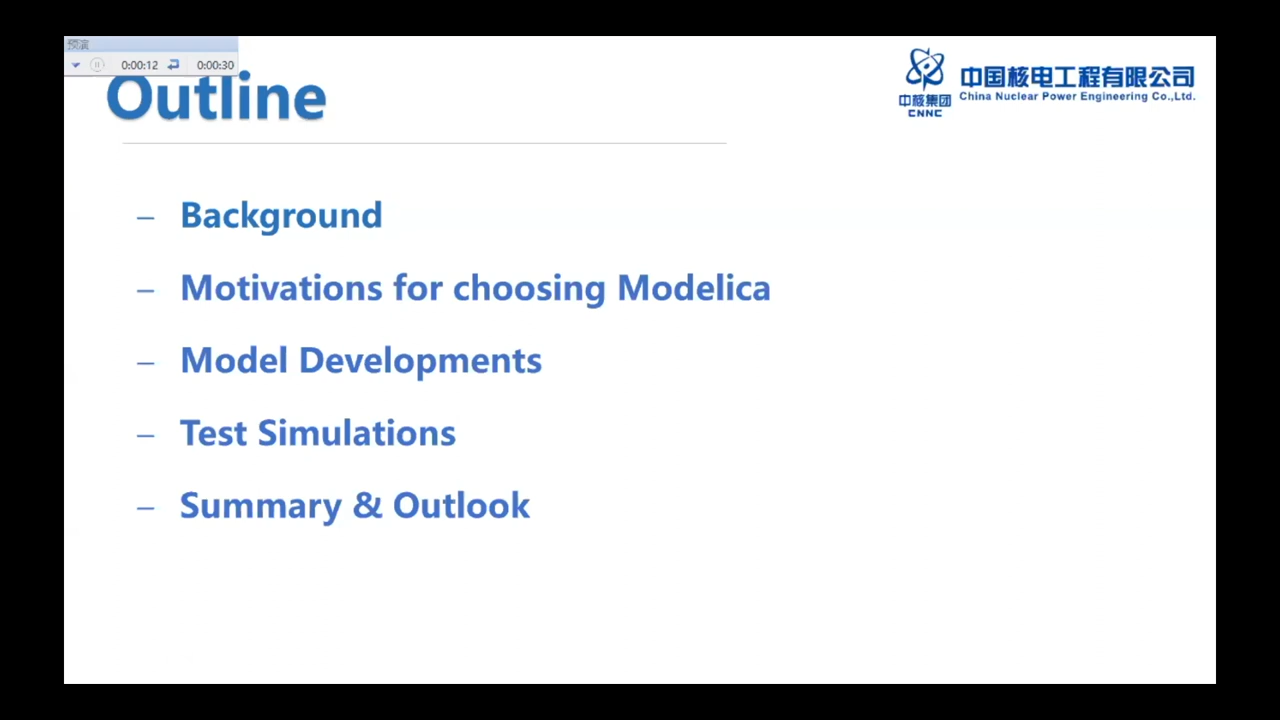 预演
0:00:12 0:00:30
Outline
中核集团
CNNC
中国核电工程有限公司
China Nuclear Power Engineering Co.,Ltd.
– Background
– Motivations for choosing Modelica
– Model Developments
– Test Simulations
– Summary & Outlook